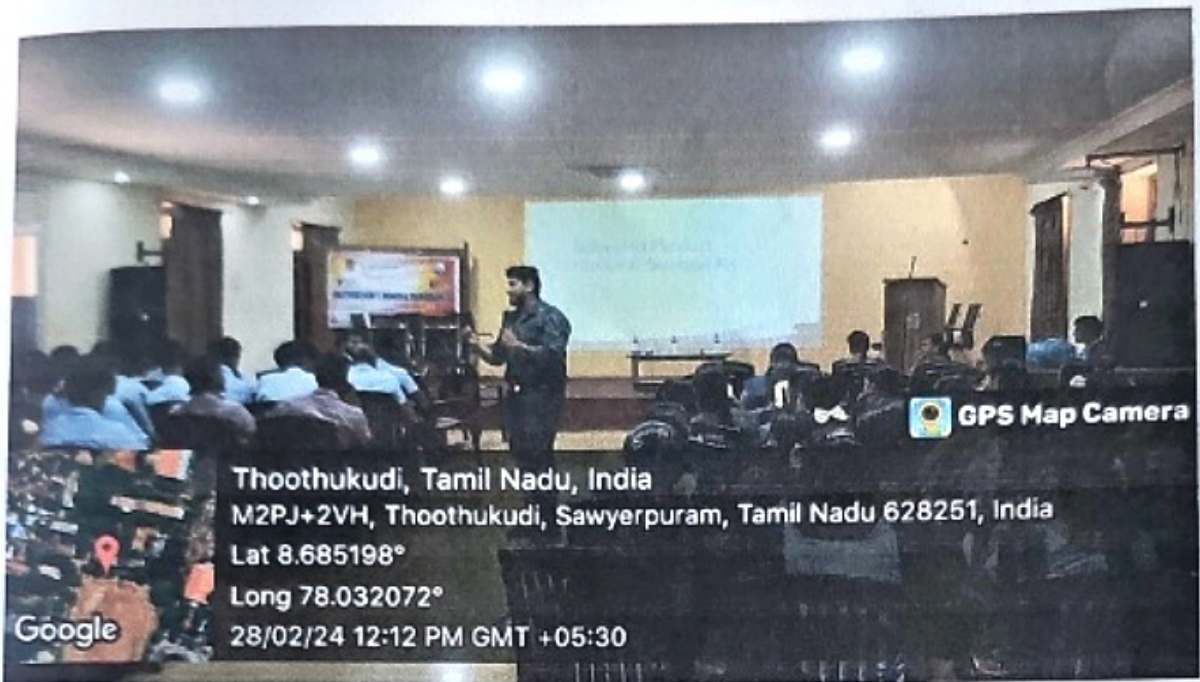 GPS Map Camera
Thoothukudi, Tamil Nadu, India
M2PJ+2VH, Thoothukudi, Sawyerpuram, Tamil Nadu 628251, India
Lat 8.685198°
Long 78.032072°
28/02/24 12:12 PM GMT +05:30
Google